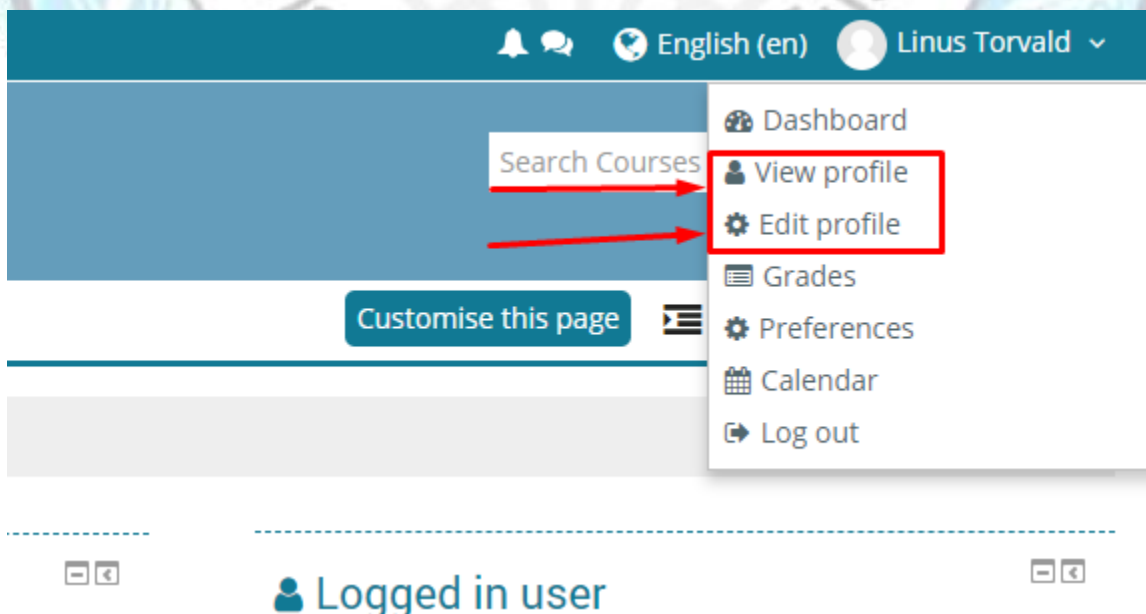 English (en) Linus Torvald
Dashboard
Search Courses
View profile
Edit profile
Grades
Customise this page
Preferences
Calendar
Log out
Logged in user